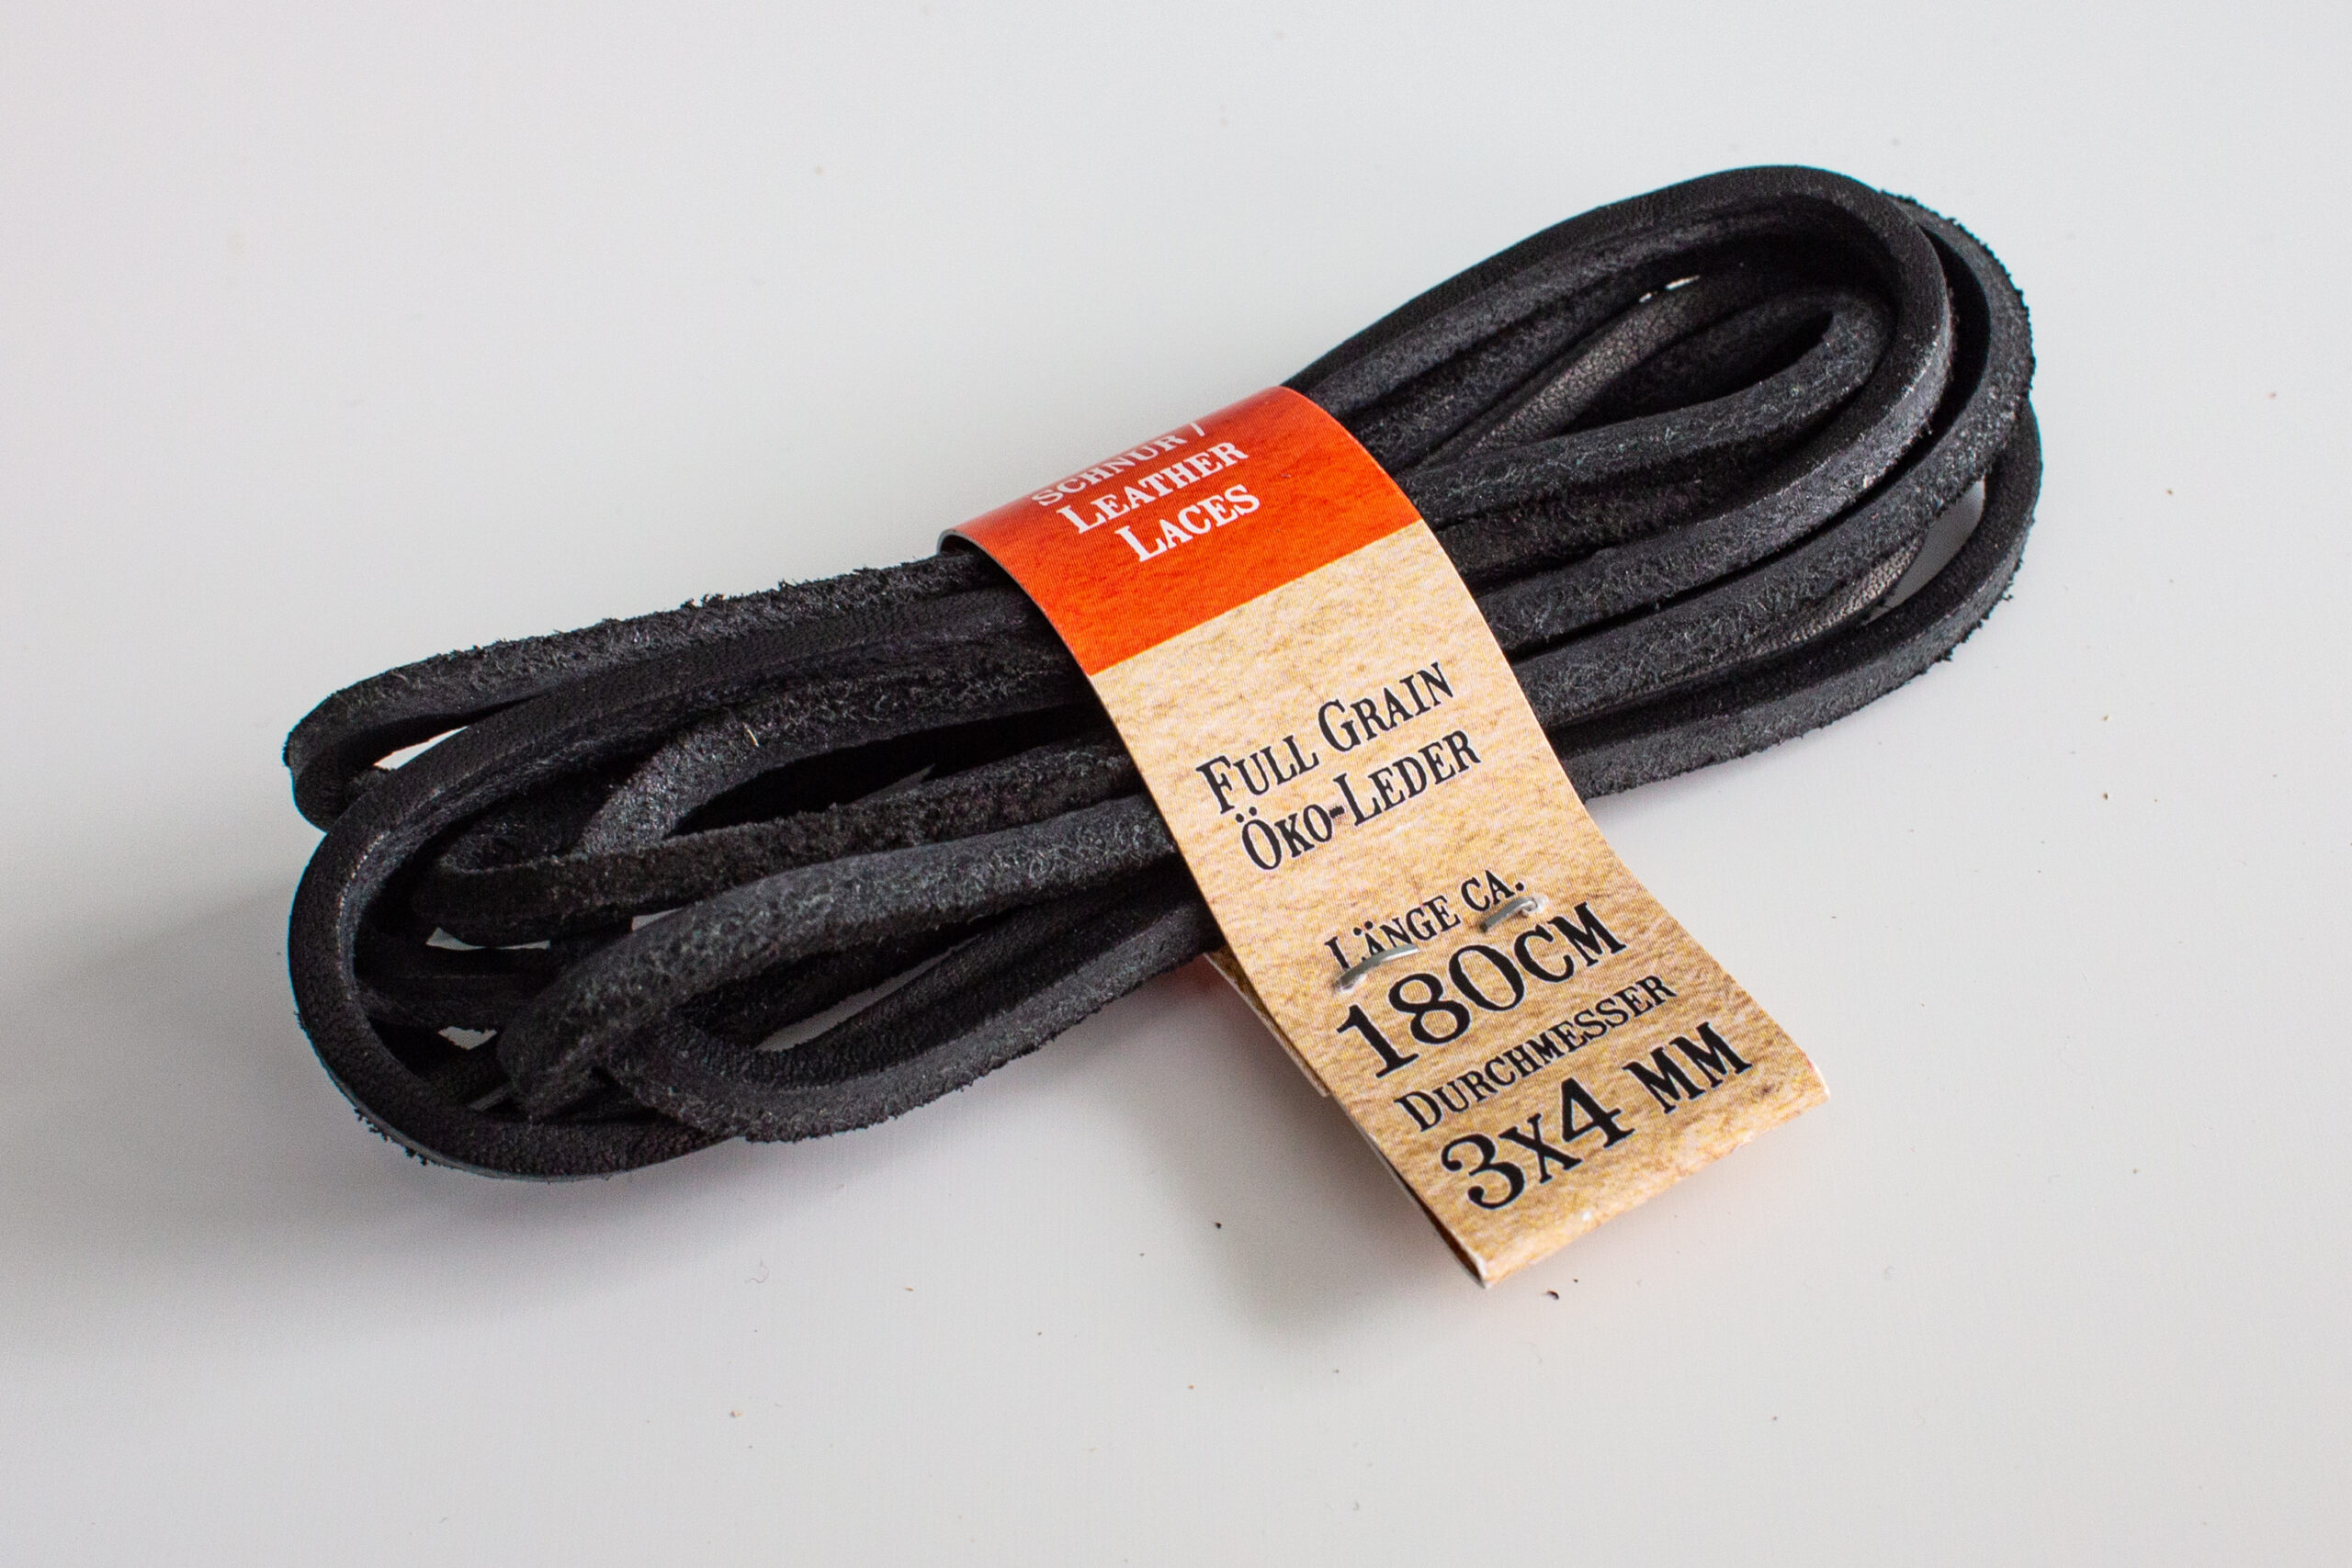 SCHNUR /
LEATHER
LACES
FULL GRAIN
ÖKO-LEDER
LÄNGE CA.
180CM
DURCHMESSER
3X4 MM